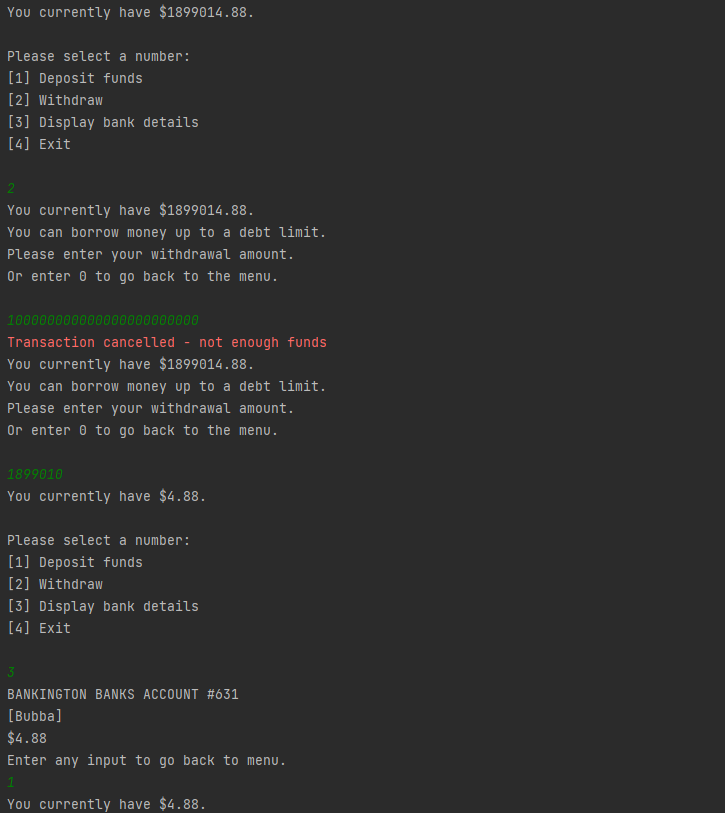 You currently have $1899014.88.
Please select a number:
[1] Deposit funds
[2] Withdraw
[3] Display bank details
[4] Exit
2
You currently have $1899014.88.
You can borrow money up to a debt limit.
Please enter your withdrawal amount.
Or enter 0 to go back to the menu.
100000000000000000000000
Transaction cancelled - not enough funds
You currently have $1899014.88.
You can borrow money up to a debt limit.
Please enter your withdrawal amount.
Or enter 0 to go back to the menu.
1899010
You currently have $4.88.
Please select a number:
[1] Deposit funds
[2] Withdraw
[3] Display bank details
[4] Exit
3
BANKINGTON BANKS ACCOUNT #631
[Bubba]
$4.88
Enter any input to go back to menu.
1
You currently have $4.88.